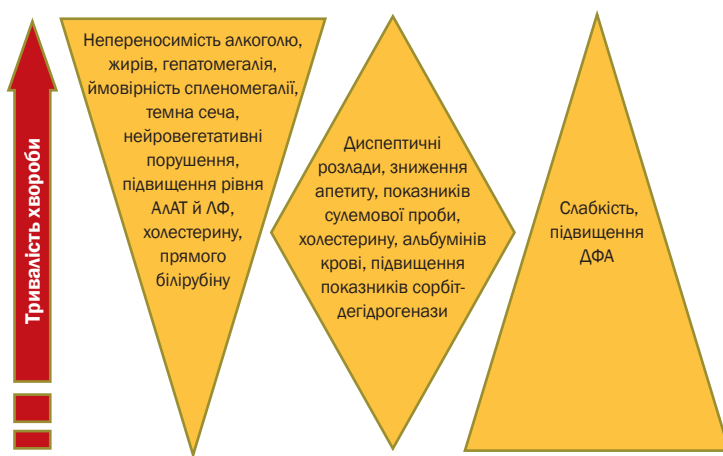 Тривалість хвороби
Непереносимість алкоголю,
жирів, гепатомегалія,
ймовірність спленомегалії,
темна сеча,
нейровегетативні
порушення,
підвищення рівня
АлАТ й ЛФ,
холестерину,
прямого
білірубіну
Диспептичні
розлади, зниження
апетиту, показників
сулемової проби,
холестерину, альбумінів
крові, підвищення
показників сорбіт-
дегідрогенази
Слабкість,
підвищення
ДФА